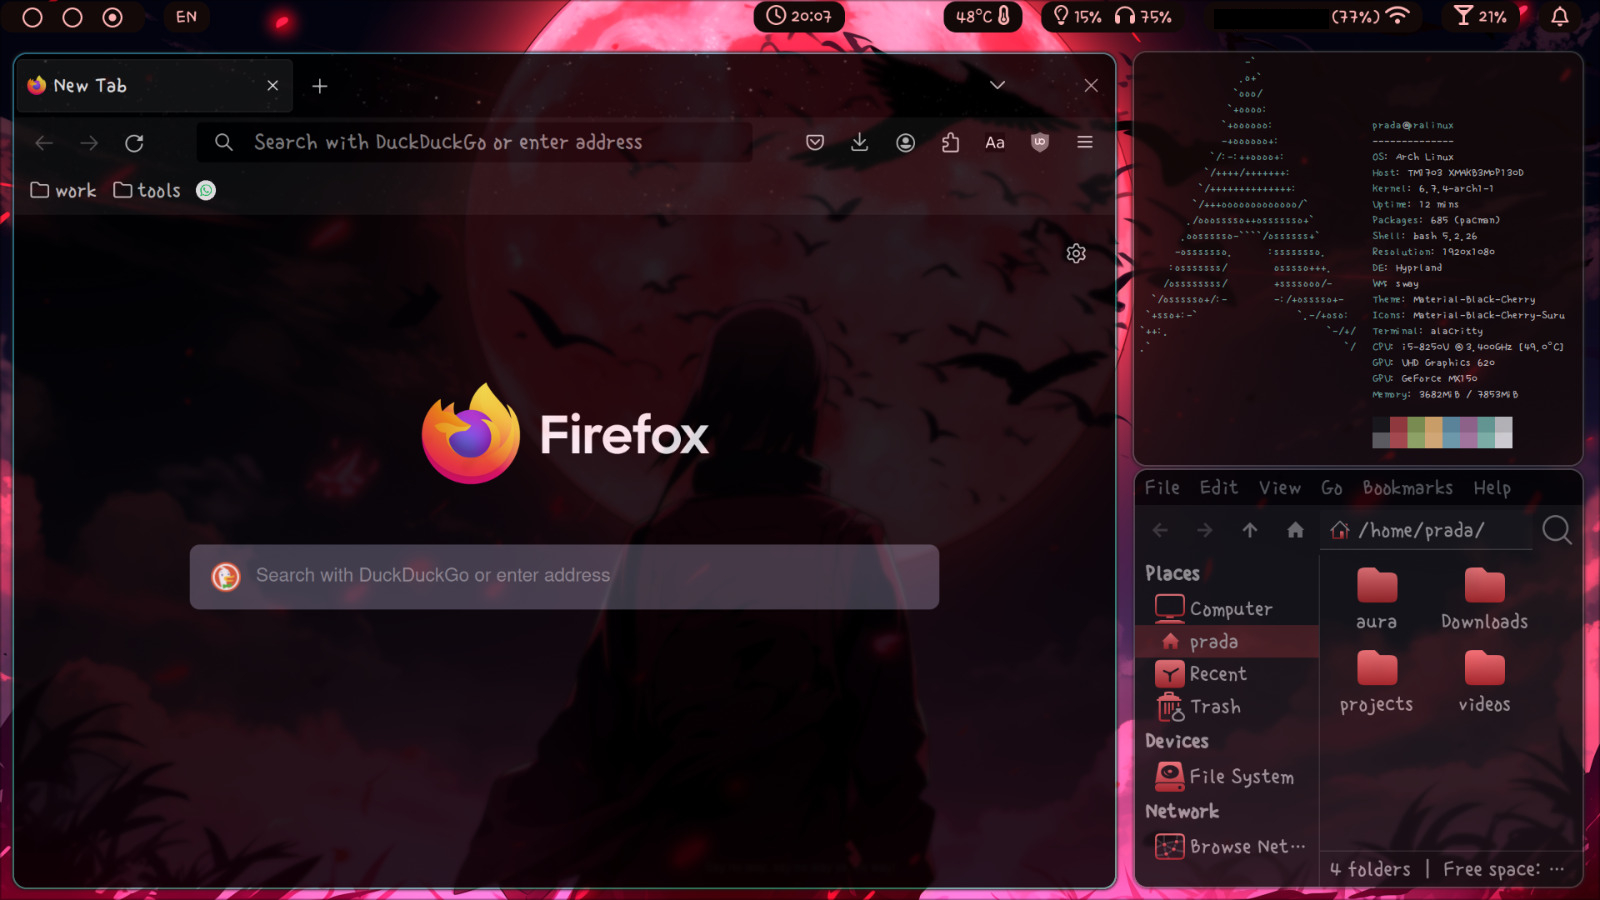 EN
20:07
48°C
15% 75%
(77%)
21%
New Tab
Search with DuckDuckGo or enter address
Aa
work
tools
Firefox
Search with DuckDuckGo or enter address
prada@ralinux
--------------
OS: Arch Linux
Host: TM1703 XMAKB3M0P130D
Kernel: 6.7.4-arch1-1
Uptime: 12 mins
Packages: 685 (pacman)
Shell: bash 5.2.26
Resolution: 1920x1080
DE: Hyprland
WM: sway
Theme: Material-Black-Cherry
Icons: Material-Black-Cherry-Suru
Terminal: alacritty
CPU: i5-8250U @ 3.400GHz [49.0°C]
GPU: UHD Graphics 620
GPU: GeForce MX150
Memory: 3682MiB / 7853MiB
File Edit View Go Bookmarks Help
/home/prada/
Places
Computer
prada
Recent
Trash
Devices
File System
Network
Browse Net···
aura
Downloads
projects
videos
4 folders | Free space: ···